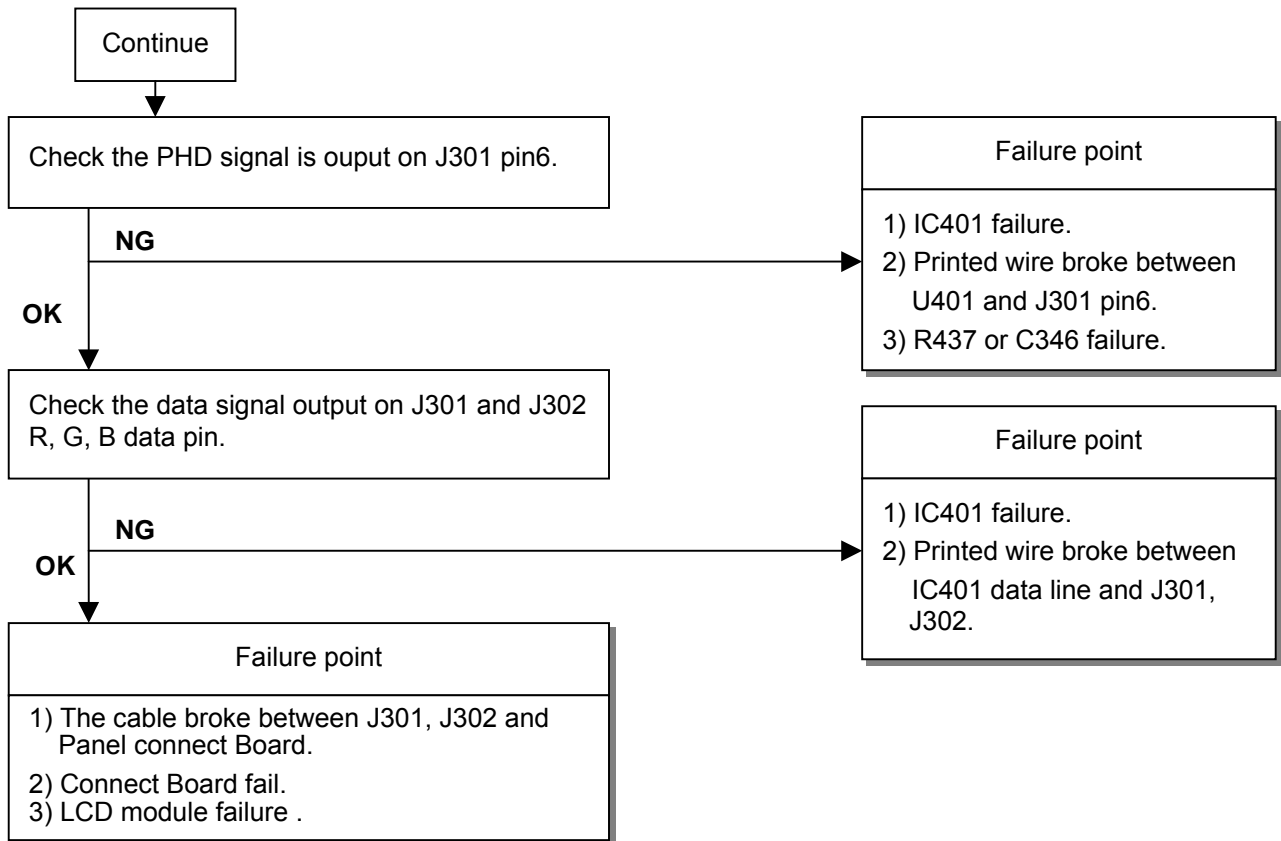 Continue
Check the PHD signal is ouput on J301 pin6.
NG
OK
Failure point
1) IC401 failure.
2) Printed wire broke between
U401 and J301 pin6.
3) R437 or C346 failure.
Check the data signal output on J301 and J302
R, G, B data pin.
NG
OK
Failure point
1) IC401 failure.
2) Printed wire broke between
IC401 data line and J301,
J302.
Failure point
1) The cable broke between J301, J302 and
Panel connect Board.
2) Connect Board fail.
3) LCD module failure .